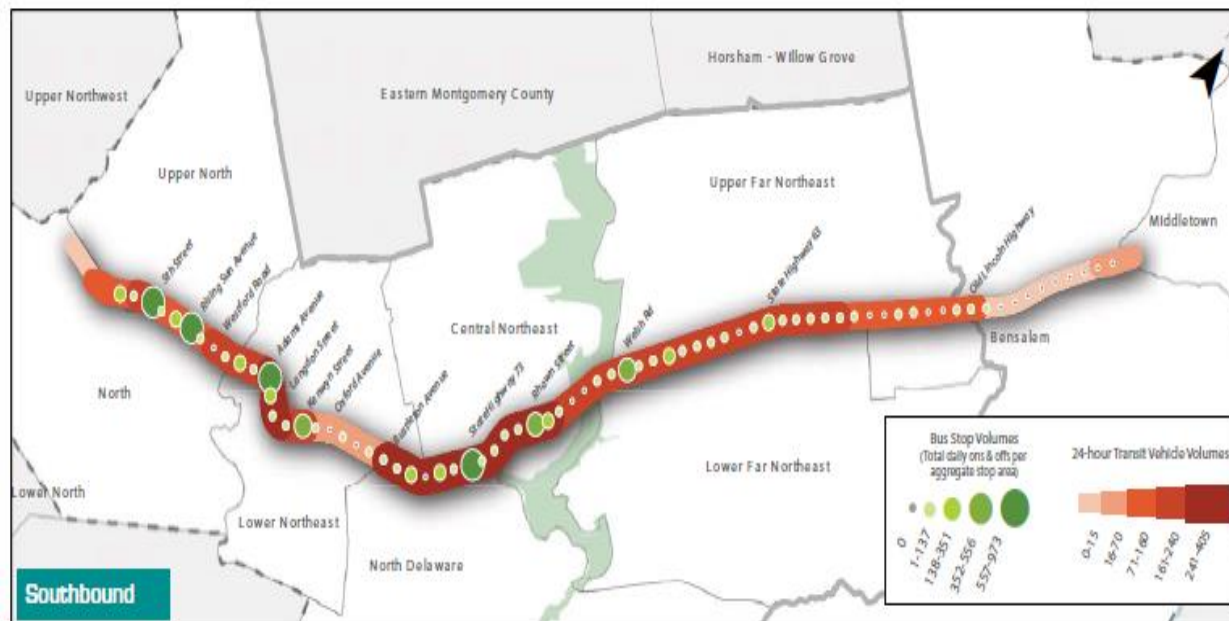 Upper Northwest
Eastern Montgomery County
Horsham - Willow Grove
Upper North
Upper Far Northeast
Middletown
5th Street
Rising Sun Avenue
Adams Avenue
Langdon Street
Oxford Avenue
Central Northeast
Bustleton Avenue
State Highway 73
Rhawn Street
Welsh Rd
State Highway 63
Old Lincoln Highway
Bensalem
North
Lower North
Lower Northeast
North Delaware
Lower Far Northeast
Southbound
Bus Stop Volumes
(Total daily ons & offs per
aggregate stop area)
0
1-137
138-351
352-556
557-973
24-hour Transit Vehicle Volumes
0-15
16-70
71-160
161-240
241-405